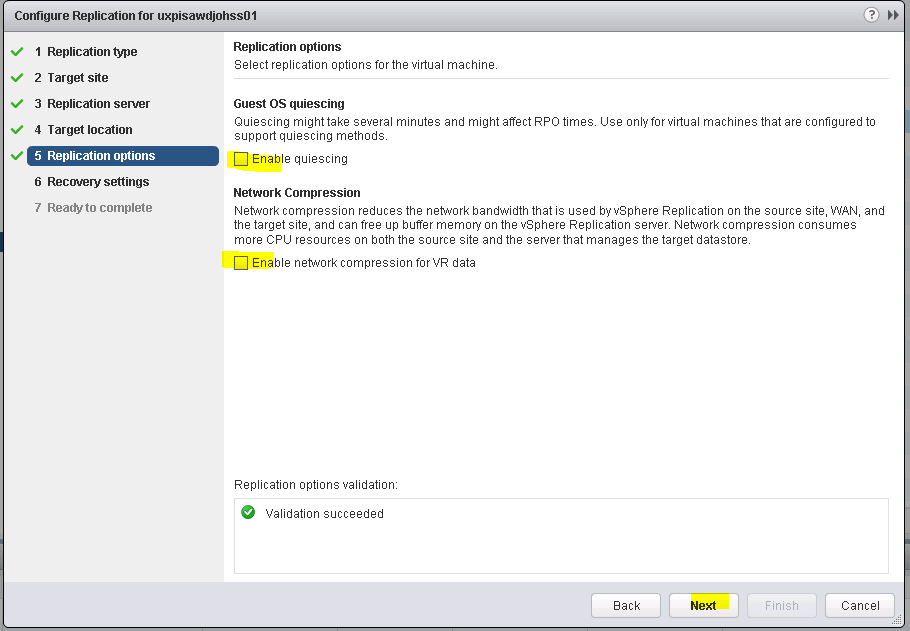 Configure Replication for uxpisawdjohss01
1 Replication type
2 Target site
3 Replication server
4 Target location
5 Replication options
6 Recovery settings
7 Ready to complete
Replication options
Select replication options for the virtual machine.
Guest OS quiescing
Quiescing might take several minutes and might affect RPO times. Use only for virtual machines that are configured to
support quiescing methods.
Enable quiescing
Network Compression
Network compression reduces the network bandwidth that is used by vSphere Replication on the source site, WAN, and
the target site, and can free up buffer memory on the vSphere Replication server. Network compression consumes
more CPU resources on both the source site and the server that manages the target datastore.
Enable network compression for VR data
Replication options validation:
Validation succeeded
Back Next Finish Cancel